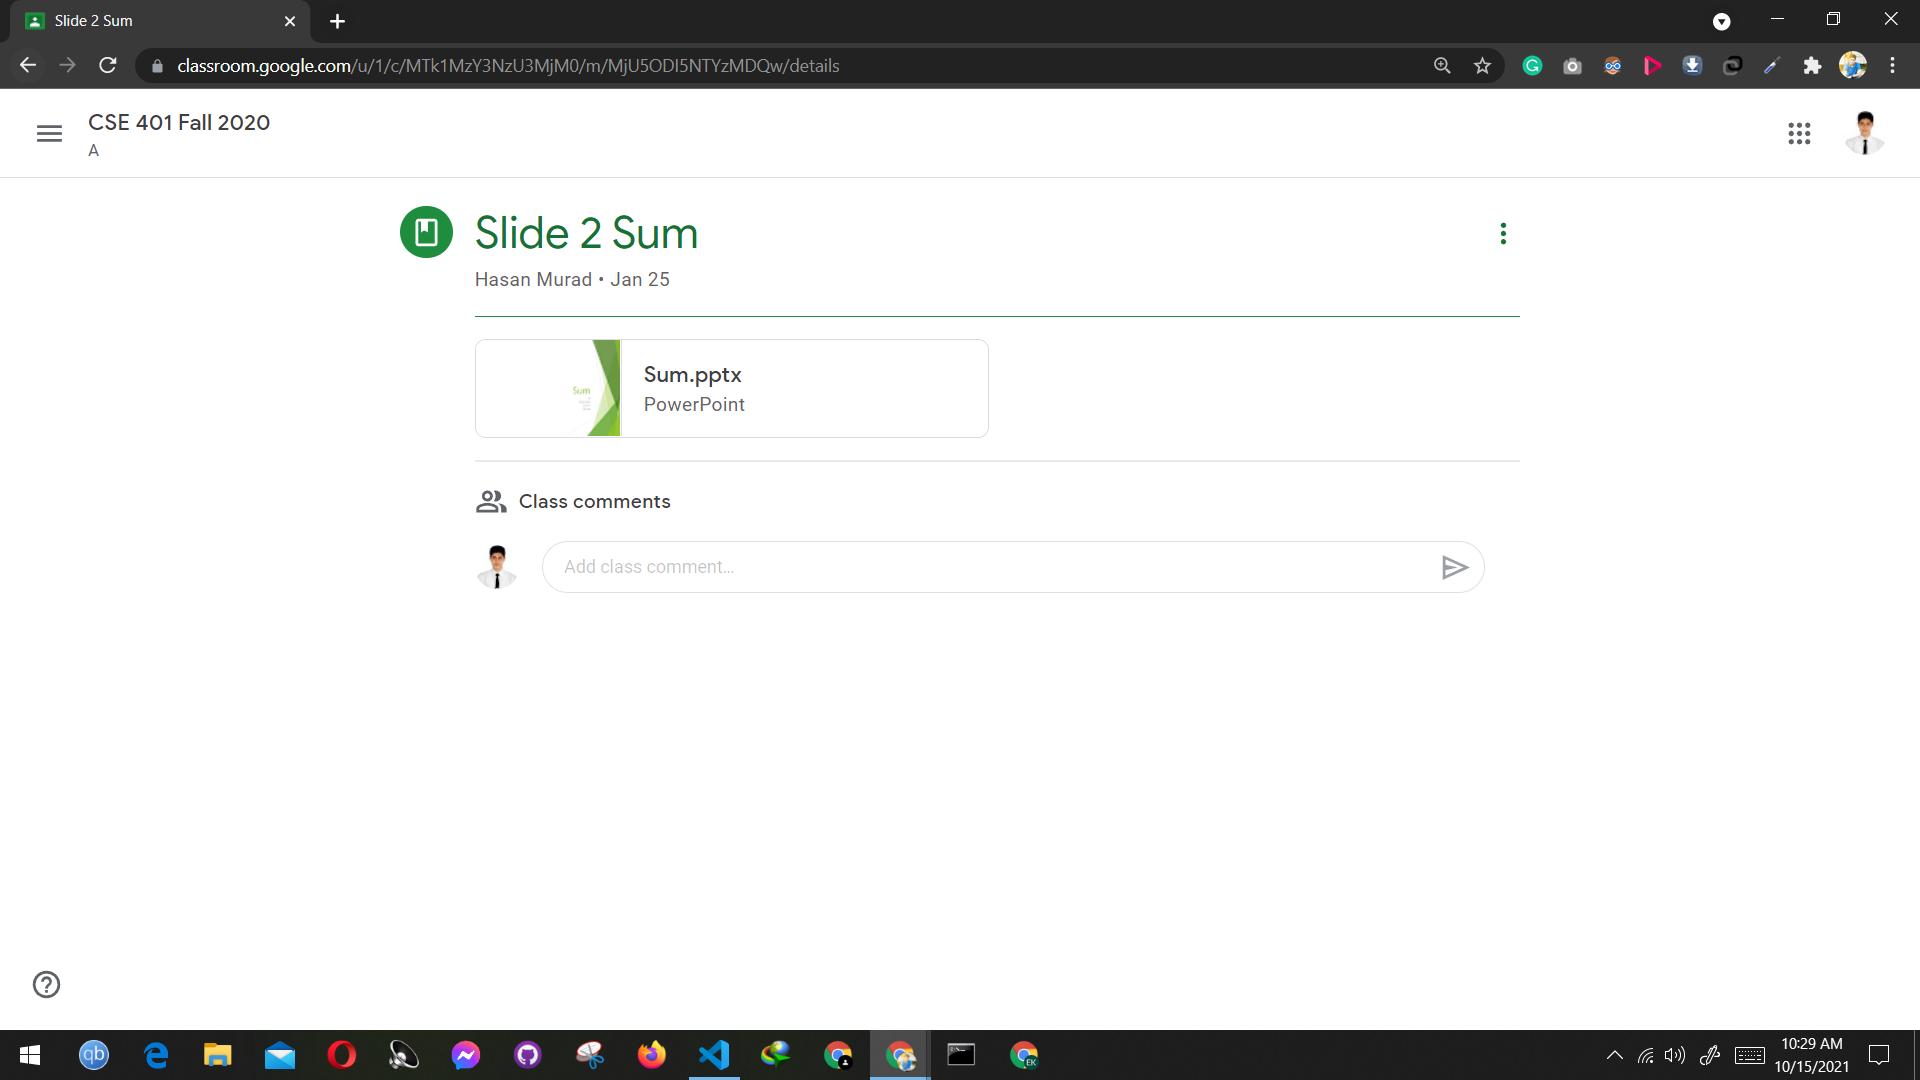 Slide 2 Sum
classroom.google.com/u/1/c/MTk1MzY3NzU3MjM0/m/MjU5ODI5NTYzMDQw/details
CSE 401 Fall 2020
A
Slide 2 Sum
Hasan Murad • Jan 25
Sum
Sum.pptx
PowerPoint
Class comments
Add class comment...
qb
EK
10:29 AM
10/15/2021